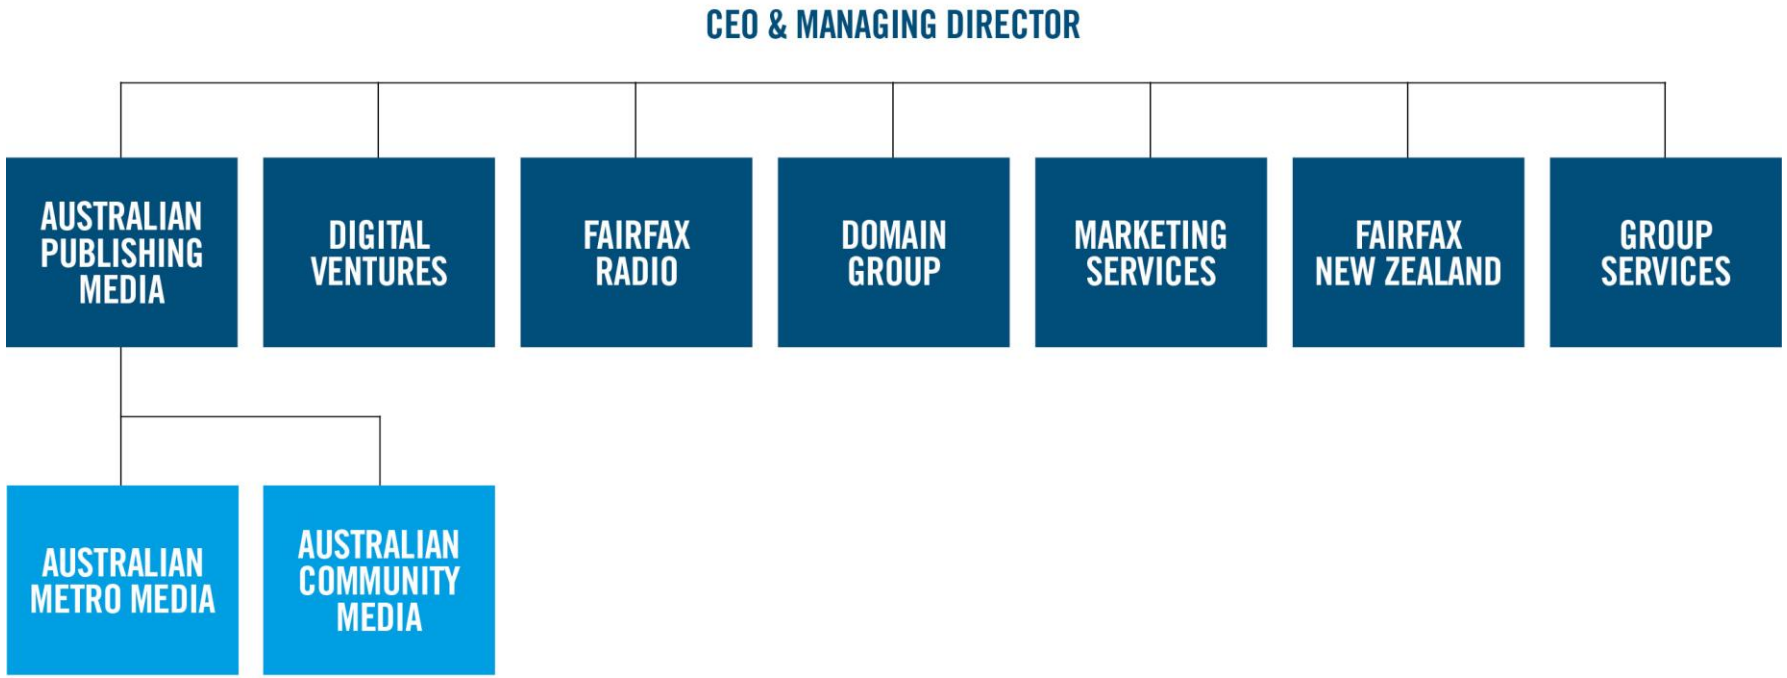 CEO & MANAGING DIRECTOR
AUSTRALIAN
PUBLISHING
MEDIA
DIGITAL
VENTURES
FAIRFAX
RADIO
DOMAIN
GROUP
MARKETING
SERVICES
FAIRFAX
NEW ZEALAND
GROUP
SERVICES
AUSTRALIAN
METRO MEDIA
AUSTRALIAN
COMMUNITY
MEDIA